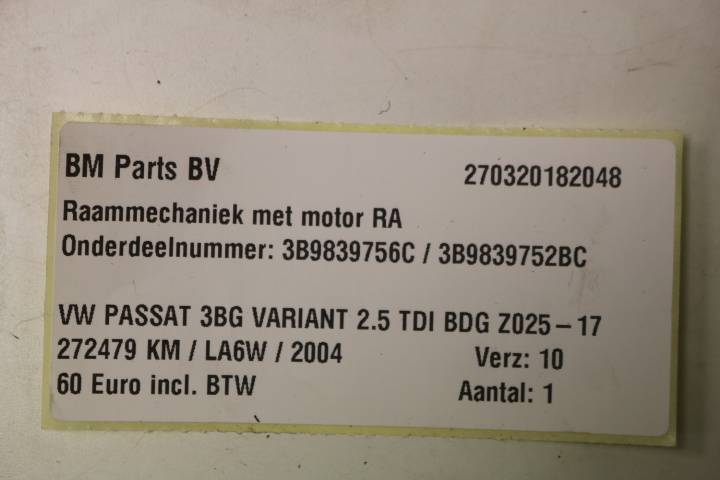 BM Parts BV 270320182048
Raammechaniek met motor RA
Onderdeelnummer: 3B9839756C / 3B9839752BC
VW PASSAT 3BG VARIANT 2.5 TDI BDG Z025-17
272479 KM / LA6W / 2004 Verz: 10
60 Euro incl. BTW Aantal: 1